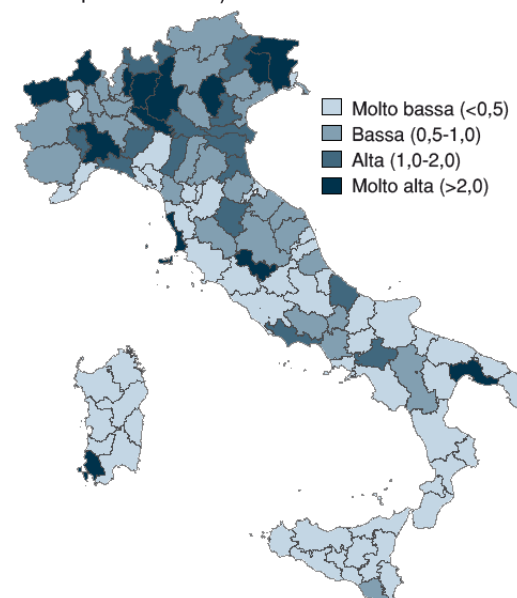 Molto bassa (<0,5)
Bassa (0,5-1,0)
Alta (1,0-2,0)
Molto alta (>2,0)